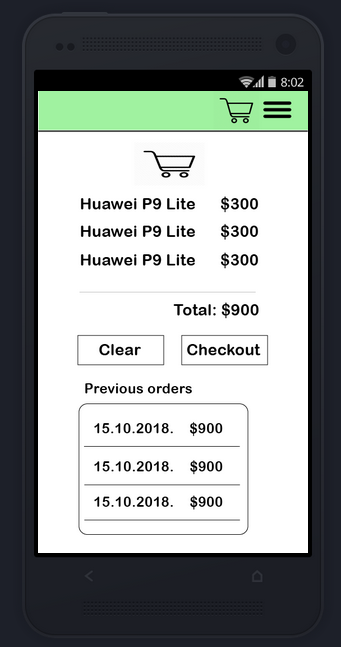 8:02
Huawei P9 Lite $300
Huawei P9 Lite $300
Huawei P9 Lite $300
Total: $900
Clear Checkout
Previous orders
15.10.2018. $900
15.10.2018. $900
15.10.2018. $900